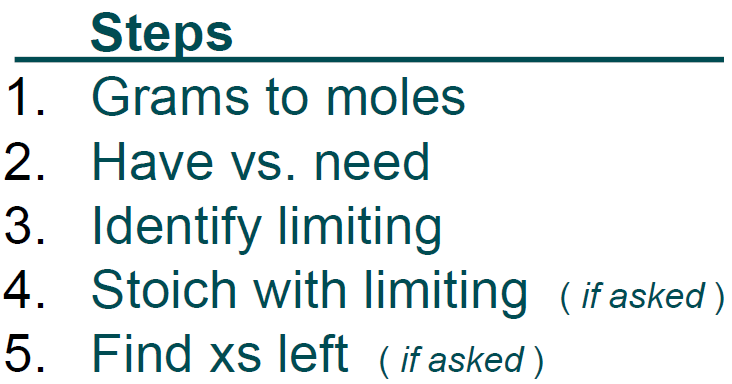 Steps
1. Grams to moles
2. Have vs. need
3. Identify limiting
4. Stoich with limiting ( if asked )
5. Find xs left ( if asked )